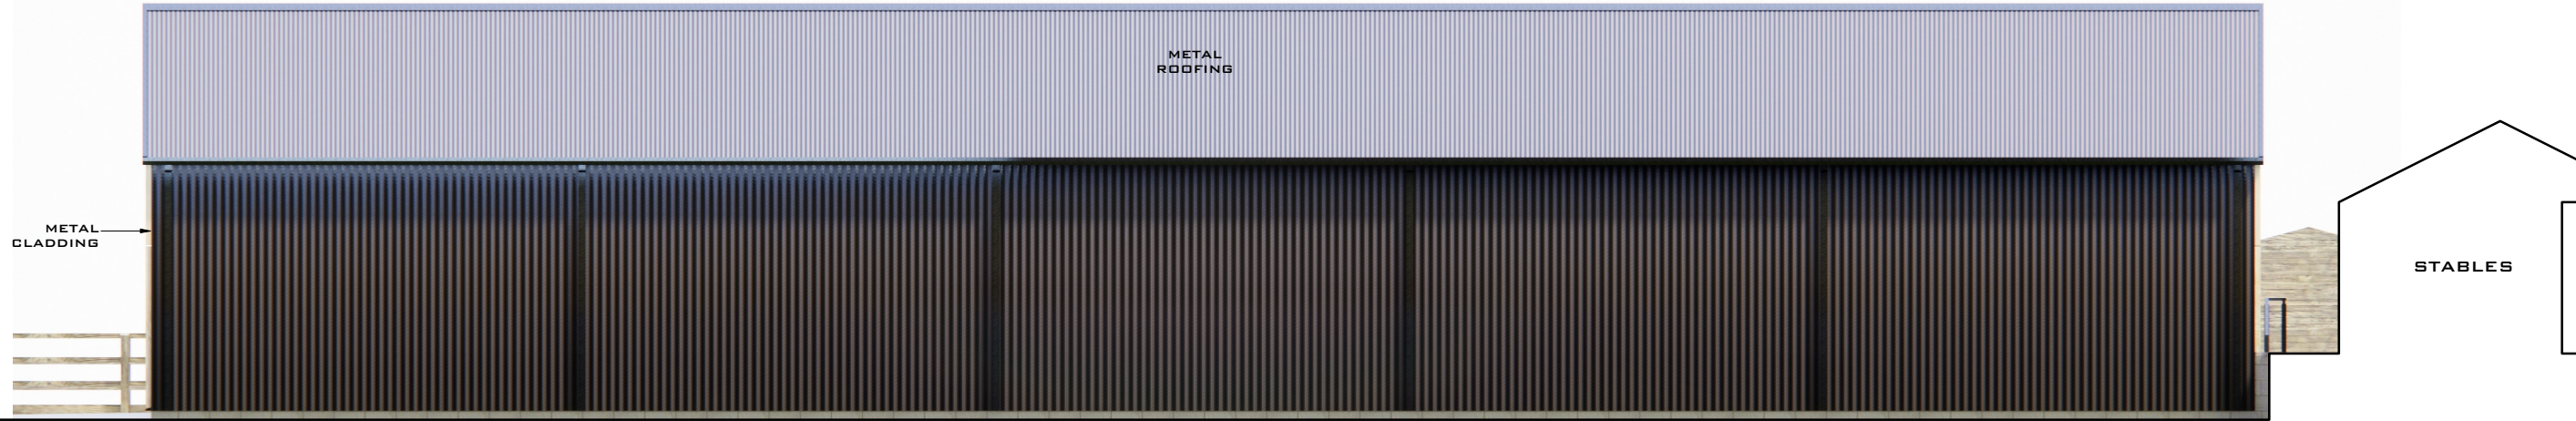 METAL
ROOFING
METAL
CLADDING
STABLES